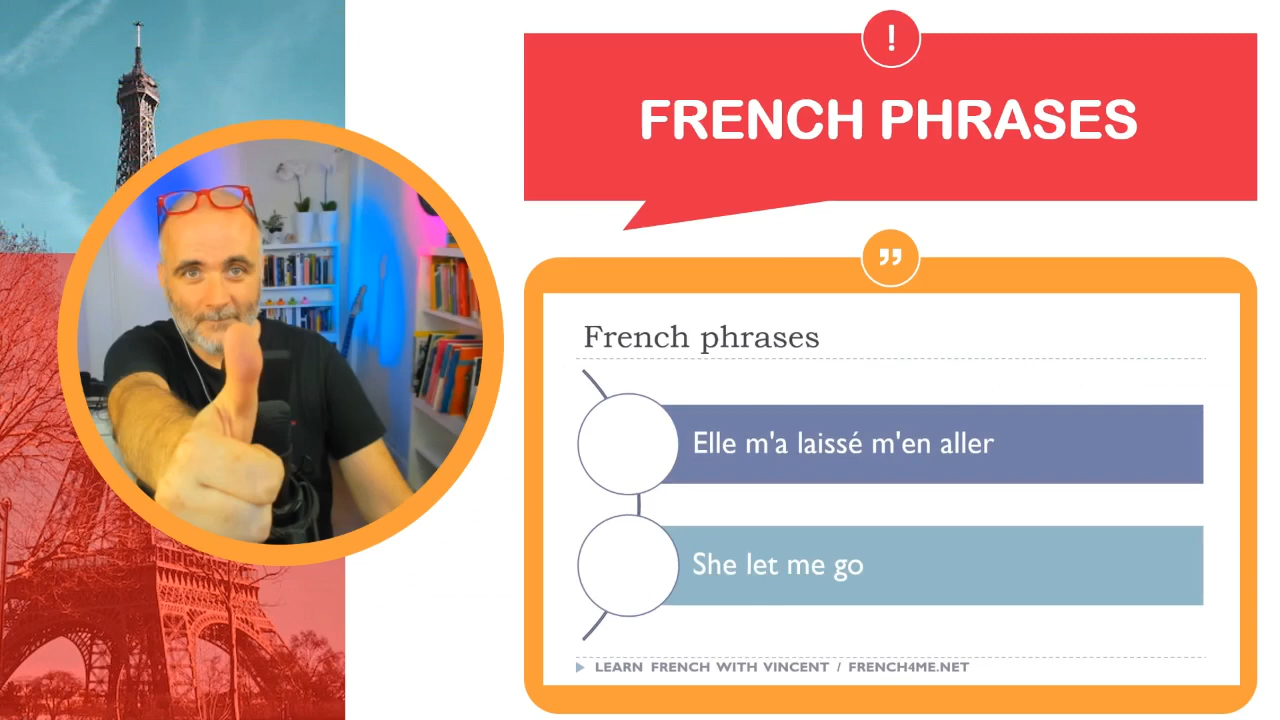 !
FRENCH PHRASES
”
French phrases
Elle m'a laissé m'en aller
She let me go
LEARN FRENCH WITH VINCENT / FRENCH4ME.NET